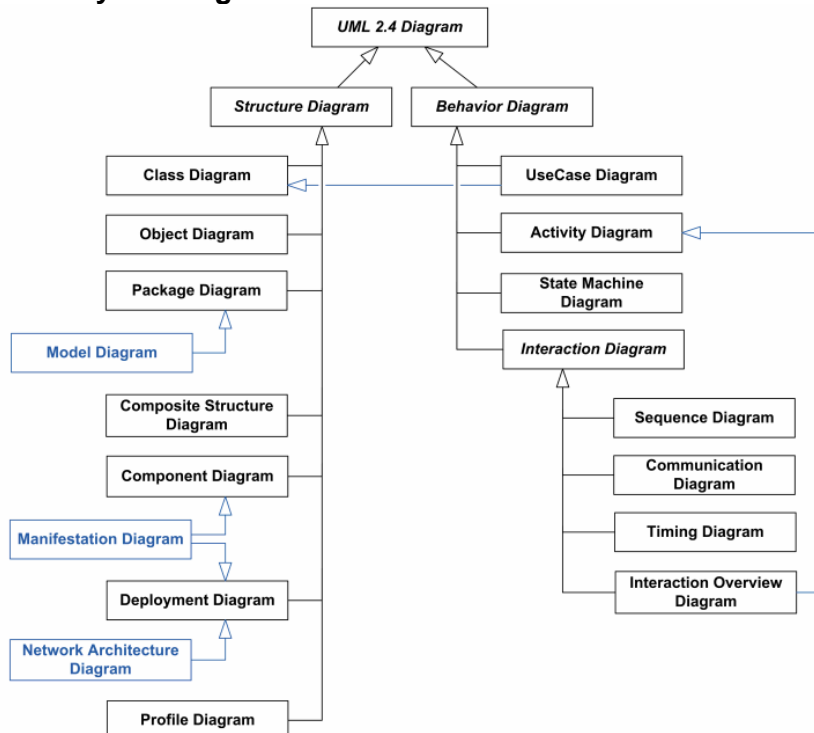 UML 2.4 Diagram
Structure Diagram
Behavior Diagram
Class Diagram
UseCase Diagram
Object Diagram
Activity Diagram
Package Diagram
State Machine
Diagram
Model Diagram
Interaction Diagram
Composite Structure
Diagram
Sequence Diagram
Component Diagram
Communication
Diagram
Manifestation Diagram
Timing Diagram
Deployment Diagram
Interaction Overview
Diagram
Network Architecture
Diagram
Profile Diagram